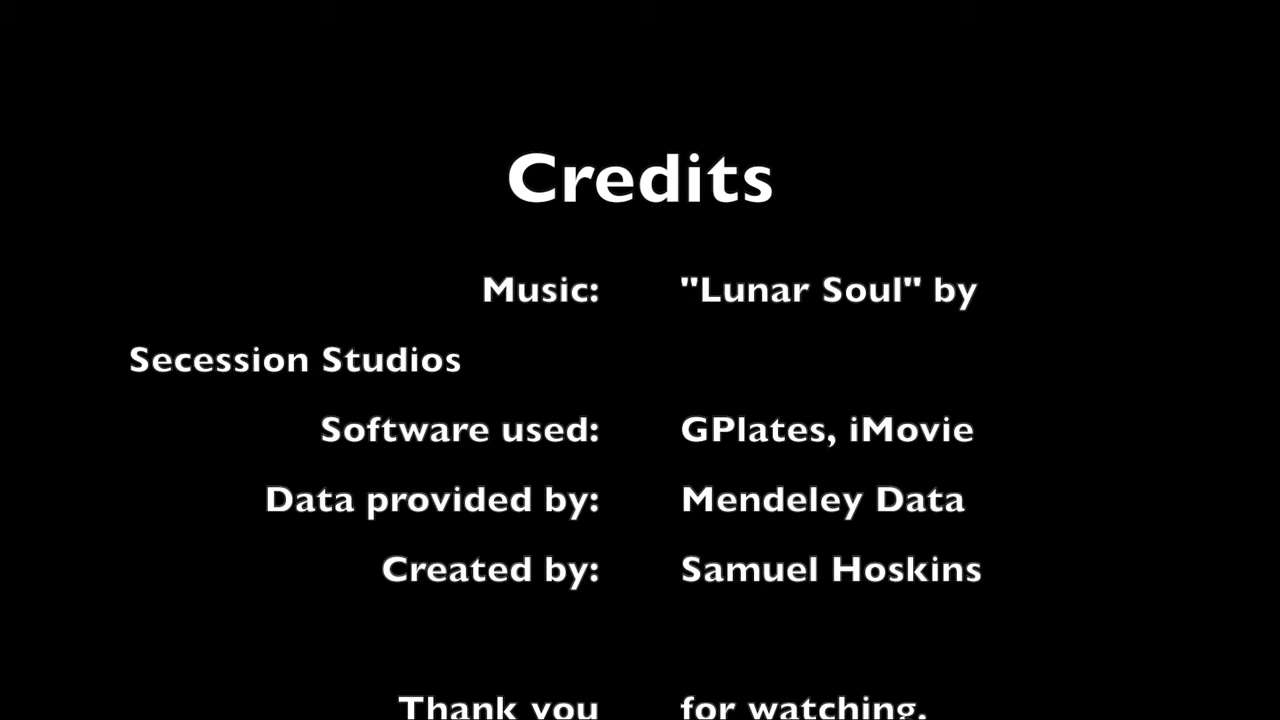 Credits
Music: "Lunar Soul" by
Secession Studios
Software used: GPlates, iMovie
Data provided by: Mendeley Data
Created by: Samuel Hoskins
Thank you for watching.